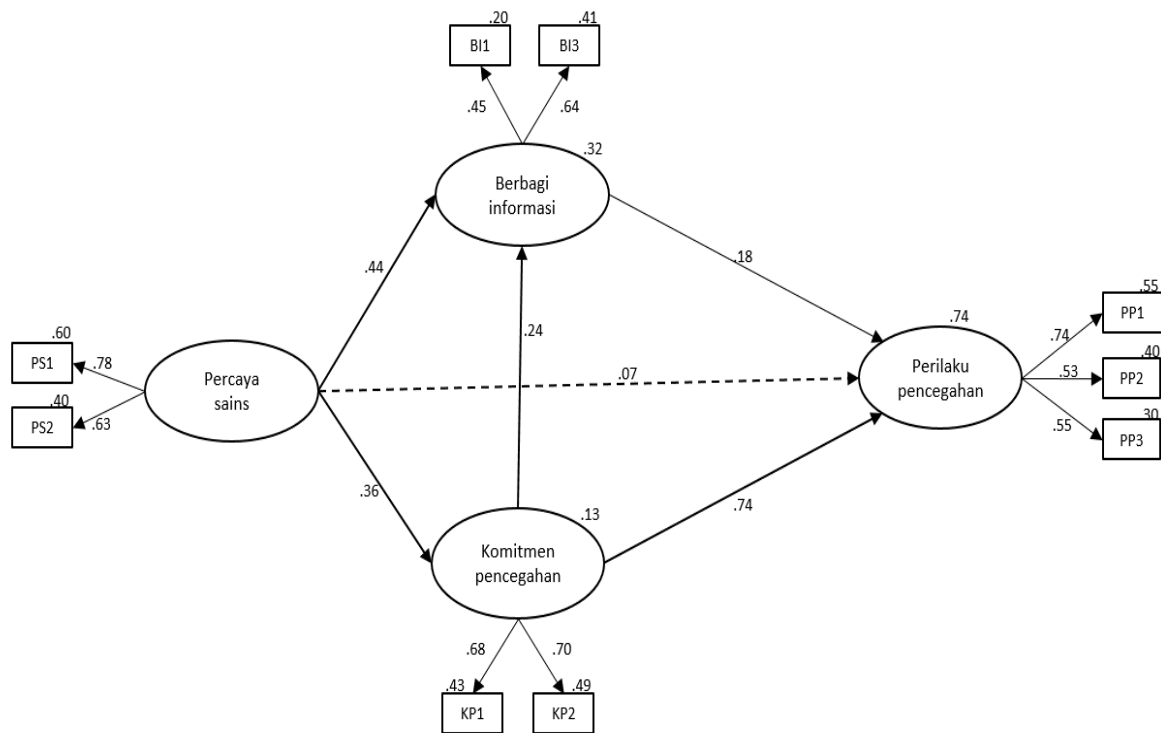 .20
.41
BI1
BI3
.45
.64
.32
Berbagi
informasi
.44
.18
.24
.60
PS1
.78
.40
PS2
.63
Percaya
sains
.07
.74
Perilaku
pencegahan
.55
PP1
.74
.40
PP2
.53
.30
PP3
.55
.36
.74
.13
Komitmen
pencegahan
.68
.70
.43
KP1
.49
KP2